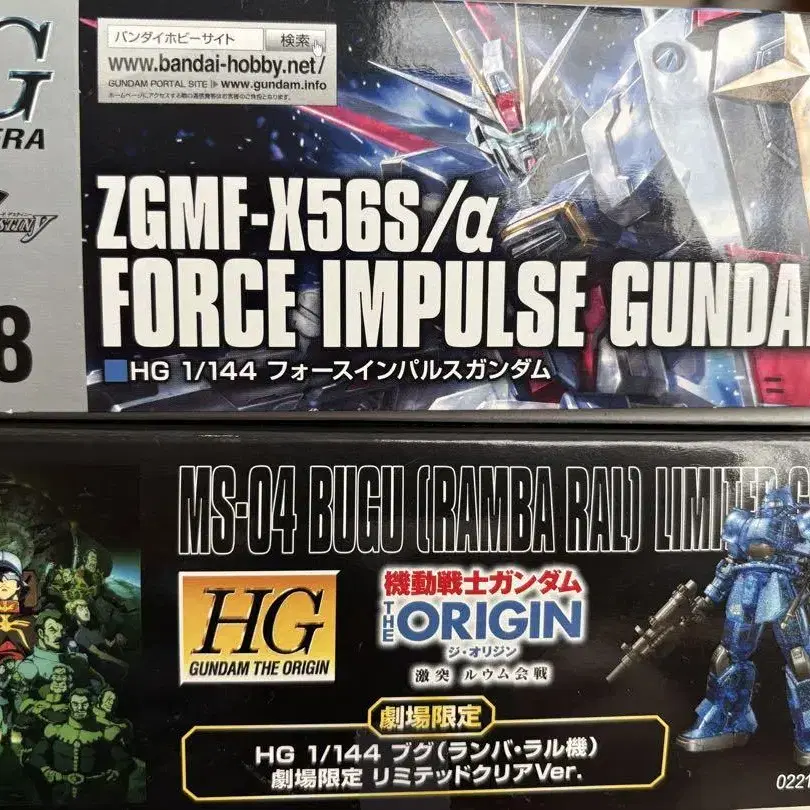 G
ERA
DESTINY
8
バンダイホビーサイト 検索
www.bandai-hobby.net/
GUNDAM PORTAL SITE ▶ www.gundam.info
ZGMF-X56S/α
FORCE IMPULSE GUNDA
■HG 1/144 フォースインパルスガンダム
MS-04 BUGU (RAMBA RAL) LIMITED
HG
GUNDAM THE ORIGIN
機動戦士ガンダム
THE ORIGIN
ジ・オリジン
激突 ルウム会戦
劇場限定
HG 1/144 ブグ(ランバ・ラル機)
劇場限定 リミテッドクリアVer.
0221